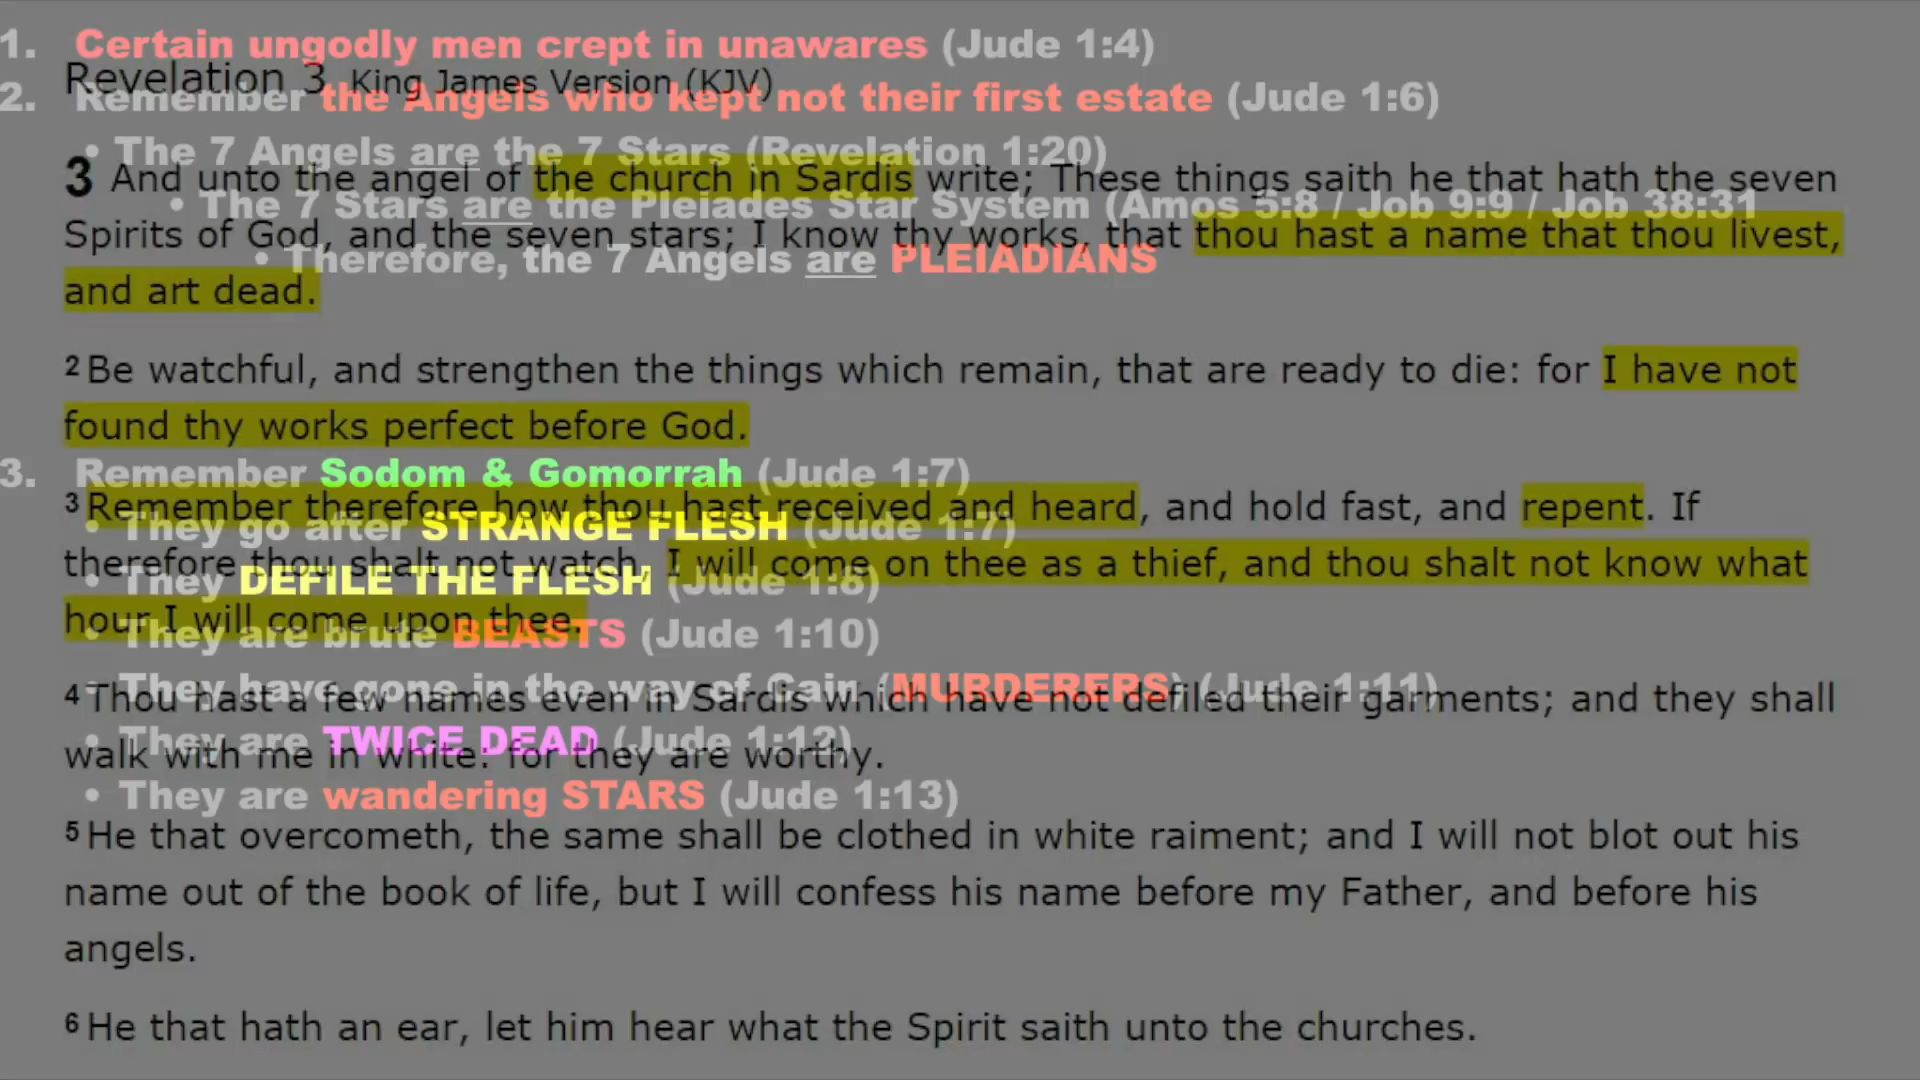 1. Certain ungodly men crept in unawares (Jude 1:4)
Revelation 3 King James Version (KJV)
2. Remember the Angels who kept not their first estate (Jude 1:6)
• The 7 Angels are the 7 Stars (Revelation 1:20)
3 And unto the angel of the church in Sardis write; These things saith he that hath the seven
• The 7 Stars are the Pleiades Star System (Amos 5:8 / Job 9:9 / Job 38:31
Spirits of God, and the seven stars; I know thy works, that thou hast a name that thou livest,
• Therefore, the 7 Angels are PLEIADIANS
and art dead.
2 Be watchful, and strengthen the things which remain, that are ready to die: for I have not
found thy works perfect before God.
3. Remember Sodom & Gomorrah (Jude 1:7)
3 Remember therefore how thou hast received and heard, and hold fast, and repent. If
• They go after STRANGE FLESH (Jude 1:7)
therefore thou shalt not watch, I will come on thee as a thief, and thou shalt not know what
• They DEFILE THE FLESH (Jude 1:8)
hour I will come upon thee.
• They are brute BEASTS (Jude 1:10)
• They have gone in the way of Cain (MURDERERS) (Jude 1:11)
4 Thou hast a few names even in Sardis which have not defiled their garments; and they shall
• They are TWICE DEAD (Jude 1:12)
walk with me in white: for they are worthy.
• They are wandering STARS (Jude 1:13)
5 He that overcometh, the same shall be clothed in white raiment; and I will not blot out his
name out of the book of life, but I will confess his name before my Father, and before his
angels.
6 He that hath an ear, let him hear what the Spirit saith unto the churches.